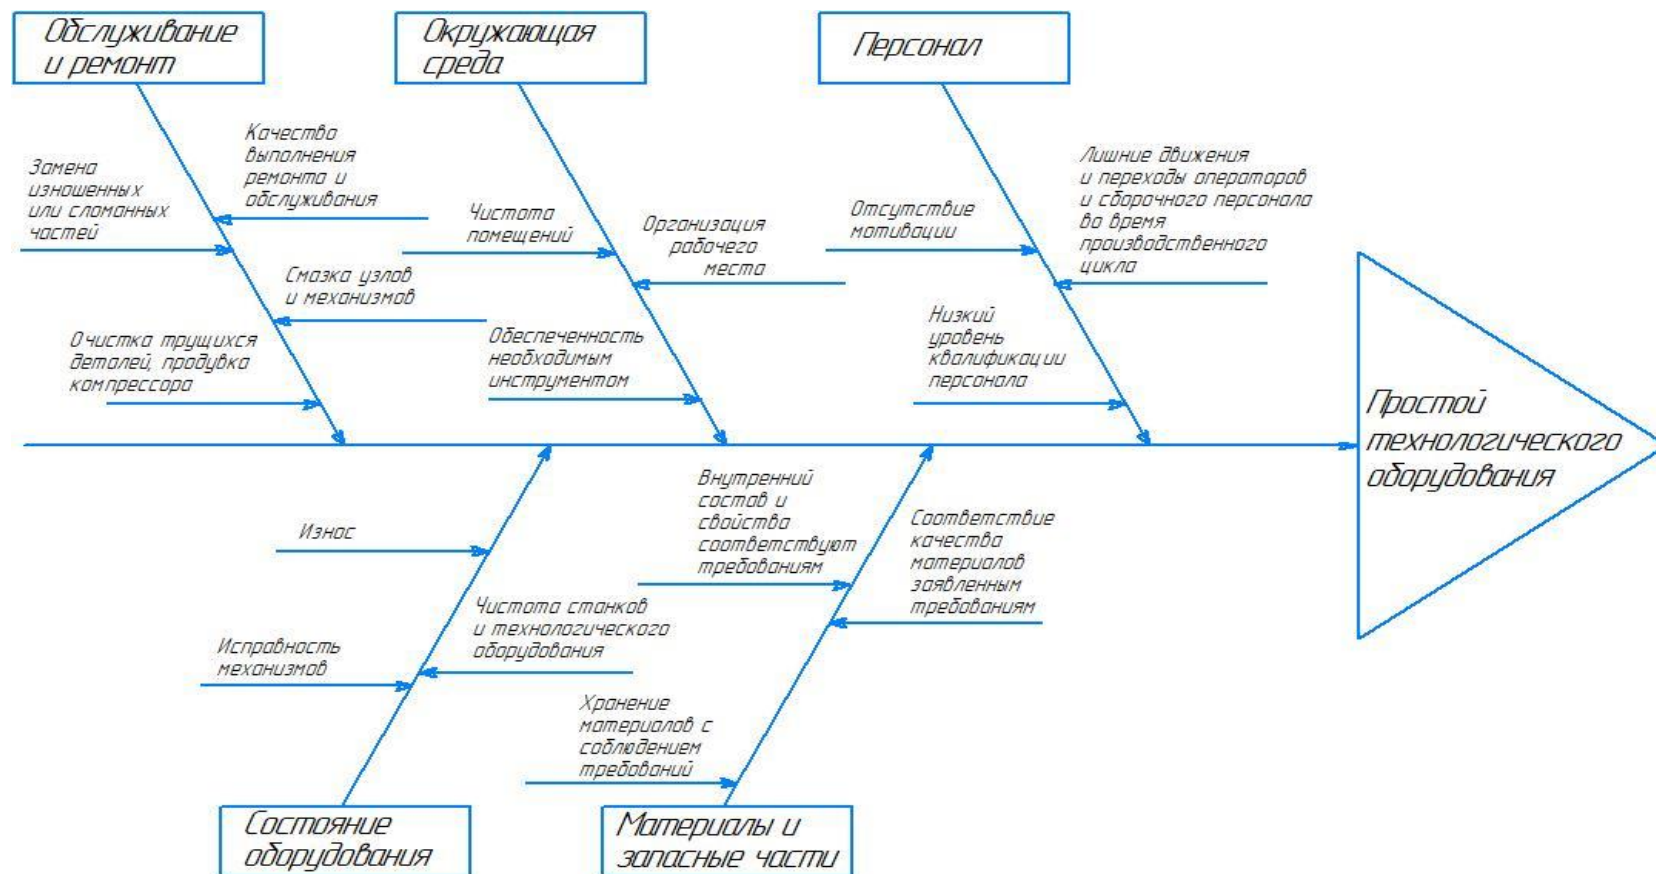 Обслуживание
и ремонт
Окружающая
среда
Персонал
Замена
изношенных
или сломанных
частей
Качества
выполнения
ремонта и
обслуживания
Смазка узлов
и механизмов
Очистка трущихся
деталей, продувка
компрессора
Чистота
помещений
Организация
рабочего
места
Обеспеченность
необходимым
инструментом
Отсутствие
мотивации
Лишние движения
и переходы операторов
и сборочного персонала
во время
производственного
цикла
Низкий
уровень
квалификации
персонала
Простой
технологического
оборудования
Износ
Исправность
механизмов
Чистота станков
и технологического
оборудования
Внутренний
состав и
свойства
соответствуют
требованиям
Соответствие
качества
материалов
заявленным
требованиям
Хранение
материалов с
соблюдением
требований
Состояние
оборудования
Материалы и
запасные части